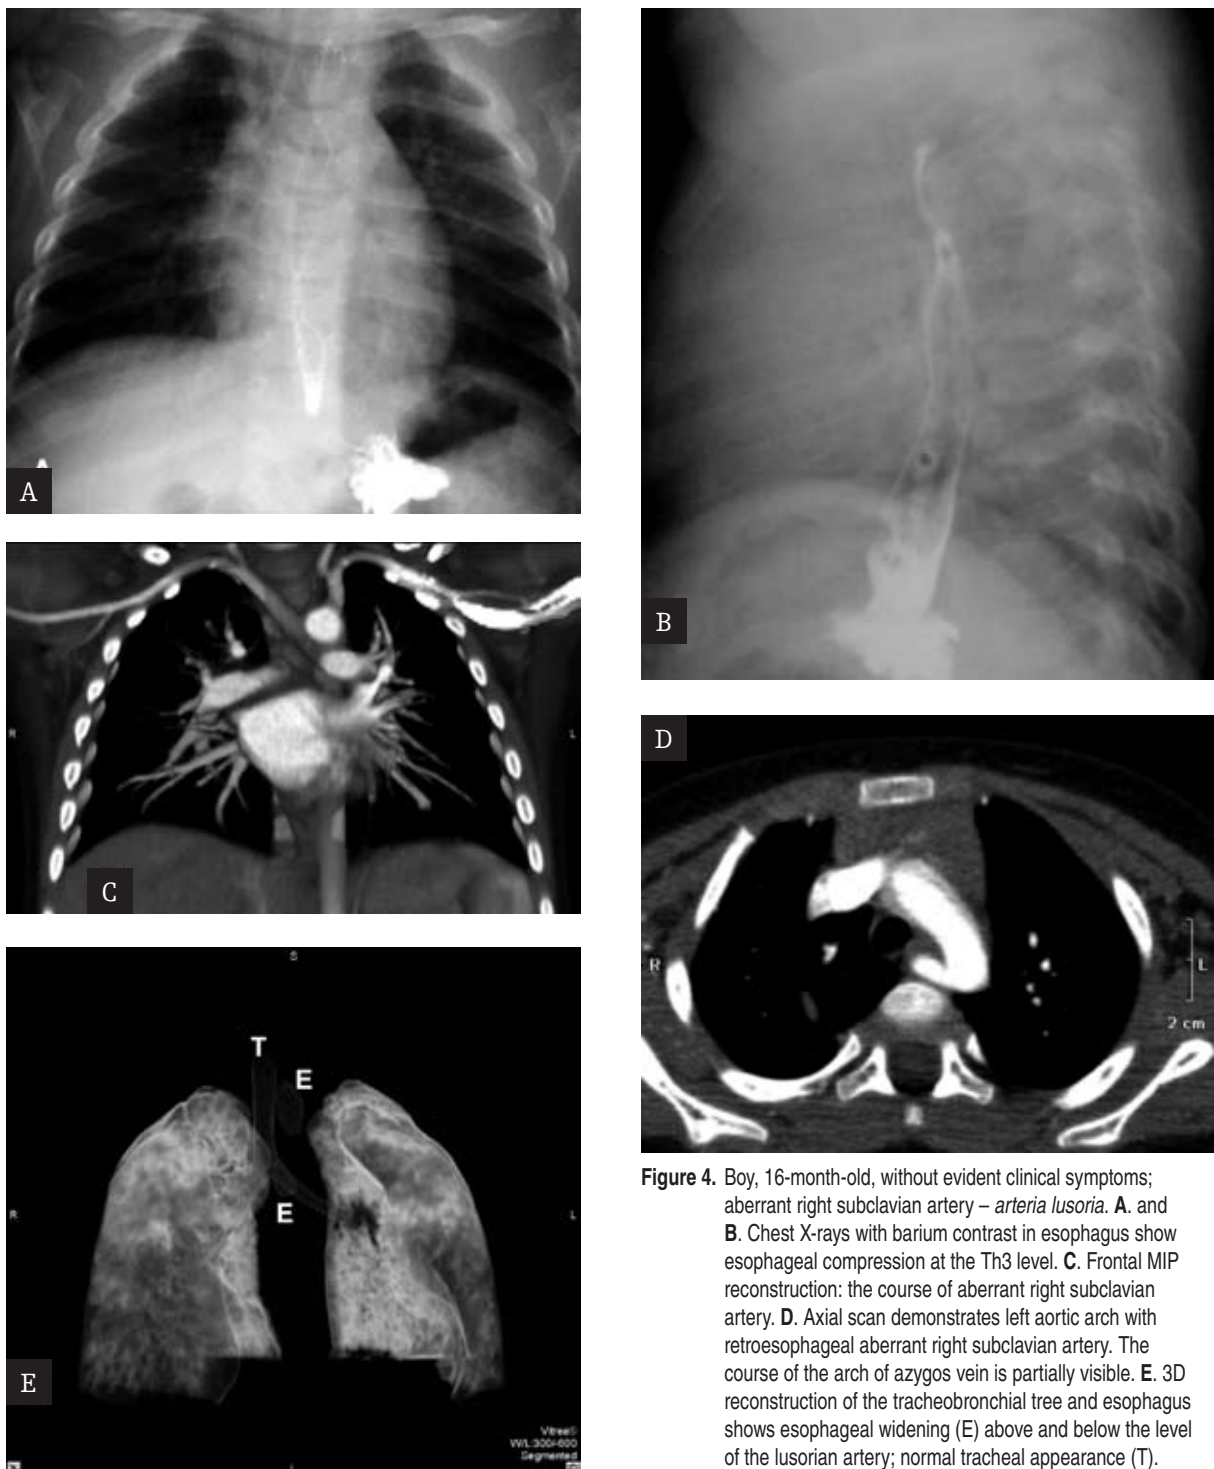 A
B
R
L
C
D
R
L
2 cm
S
T
E
E
R
L
E
Vitrea®
W/L:300/-600
Segmented
Figure 4. Boy, 16-month-old, without evident clinical symptoms;
aberrant right subclavian artery – arteria lusoria. A. and
B. Chest X-rays with barium contrast in esophagus show
esophageal compression at the Th3 level. C. Frontal MIP
reconstruction: the course of aberrant right subclavian
artery. D. Axial scan demonstrates left aortic arch with
retroesophageal aberrant right subclavian artery. The
course of the arch of azygos vein is partially visible. E. 3D
reconstruction of the tracheobronchial tree and esophagus
shows esophageal widening (E) above and below the level
of the lusorian artery; normal tracheal appearance (T).